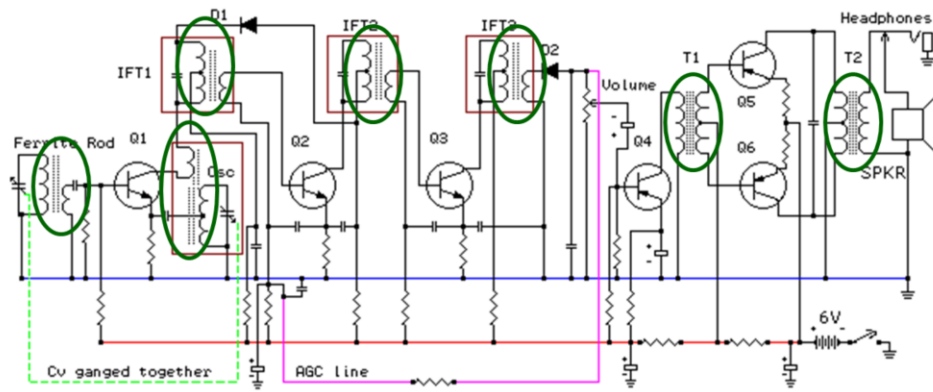 D1
IFT2
IFT3
Headphones
IFT1
D2
T1
T2
Volume
Q5
Ferrite Rod
Q1
Q2
Q3
Q4
Q6
Osc
SPKR
6V
+ -
Cv ganged together
AGC line